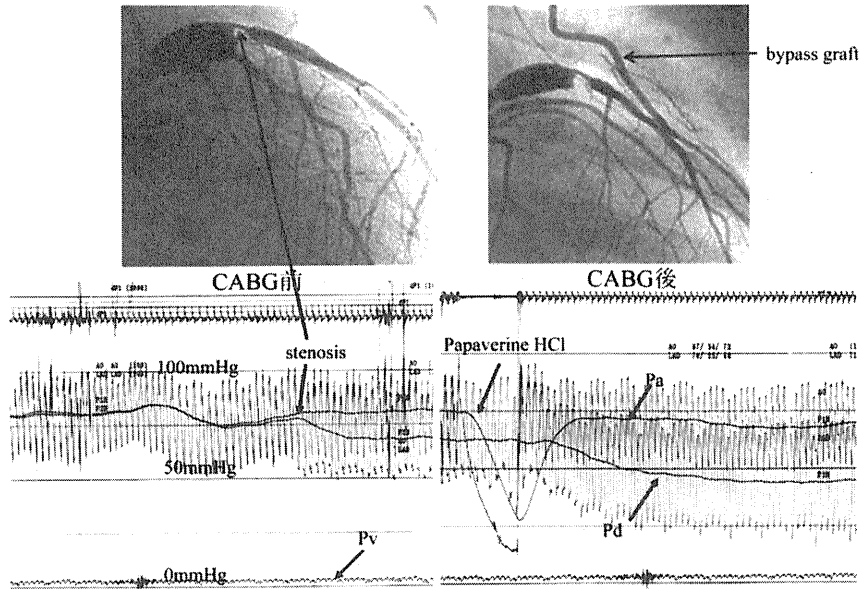 bypass graft
CABG前
CABG後
stenosis
100mmHg
50mmHg
Pv
0mmHg
Papaverine HCl
Pa
Pd